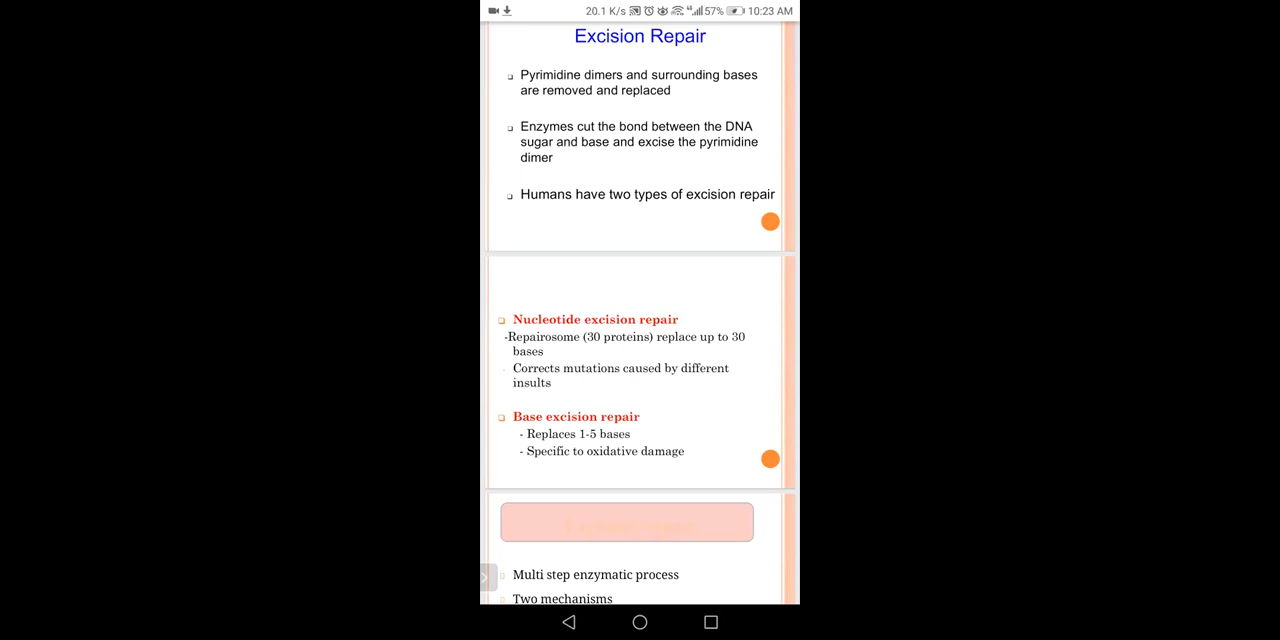 20.1 K/s 57% 10:23 AM
Excision Repair
Pyrimidine dimers and surrounding bases
are removed and replaced
Enzymes cut the bond between the DNA
sugar and base and excise the pyrimidine
dimer
Humans have two types of excision repair
Nucleotide excision repair
-Repairosome (30 proteins) replace up to 30
bases
Corrects mutations caused by different
insults
Base excision repair
- Replaces 1-5 bases
- Specific to oxidative damage
Multi step enzymatic process
Two mechanisms